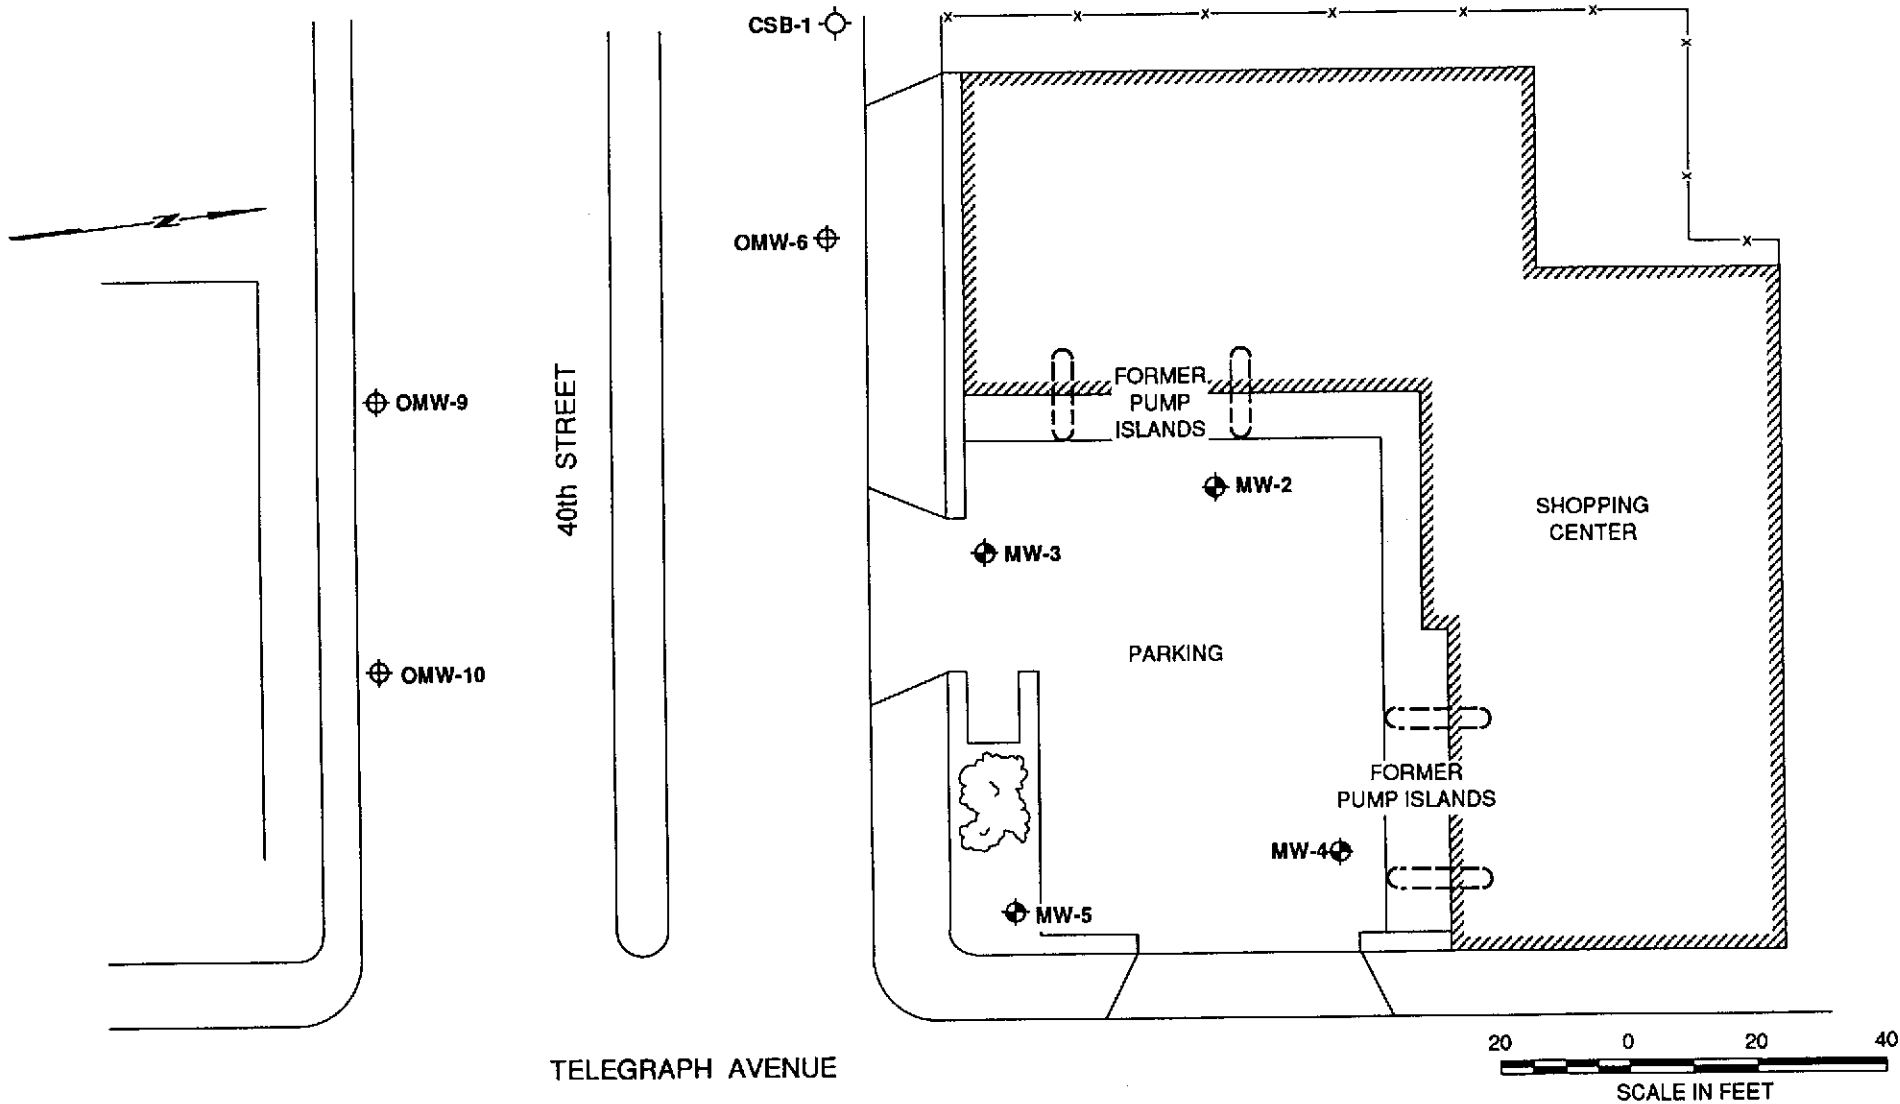 CSB-1
N
OMW-6
OMW-9
40th STREET
FORMER
PUMP
ISLANDS
MW-2
SHOPPING
CENTER
MW-3
PARKING
OMW-10
FORMER
PUMP ISLANDS
MW-4
MW-5
TELEGRAPH AVENUE
20 0 20 40
SCALE IN FEET